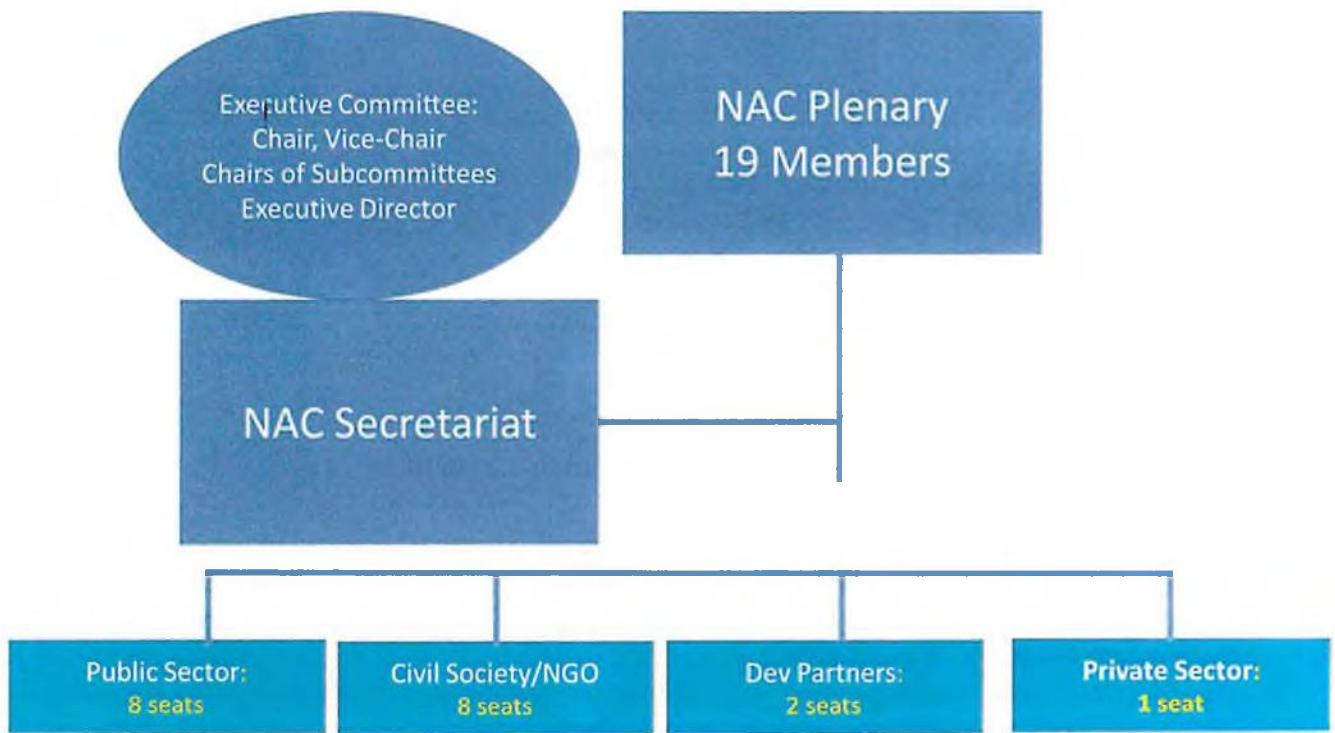 Executive Committee:
Chair, Vice-Chair
Chairs of Subcommittees
Executive Director
NAC Plenary
19 Members
NAC Secretariat
Public Sector:
8 seats
Civil Society/NGO
8 seats
Dev Partners:
2 seats
Private Sector:
1 seat